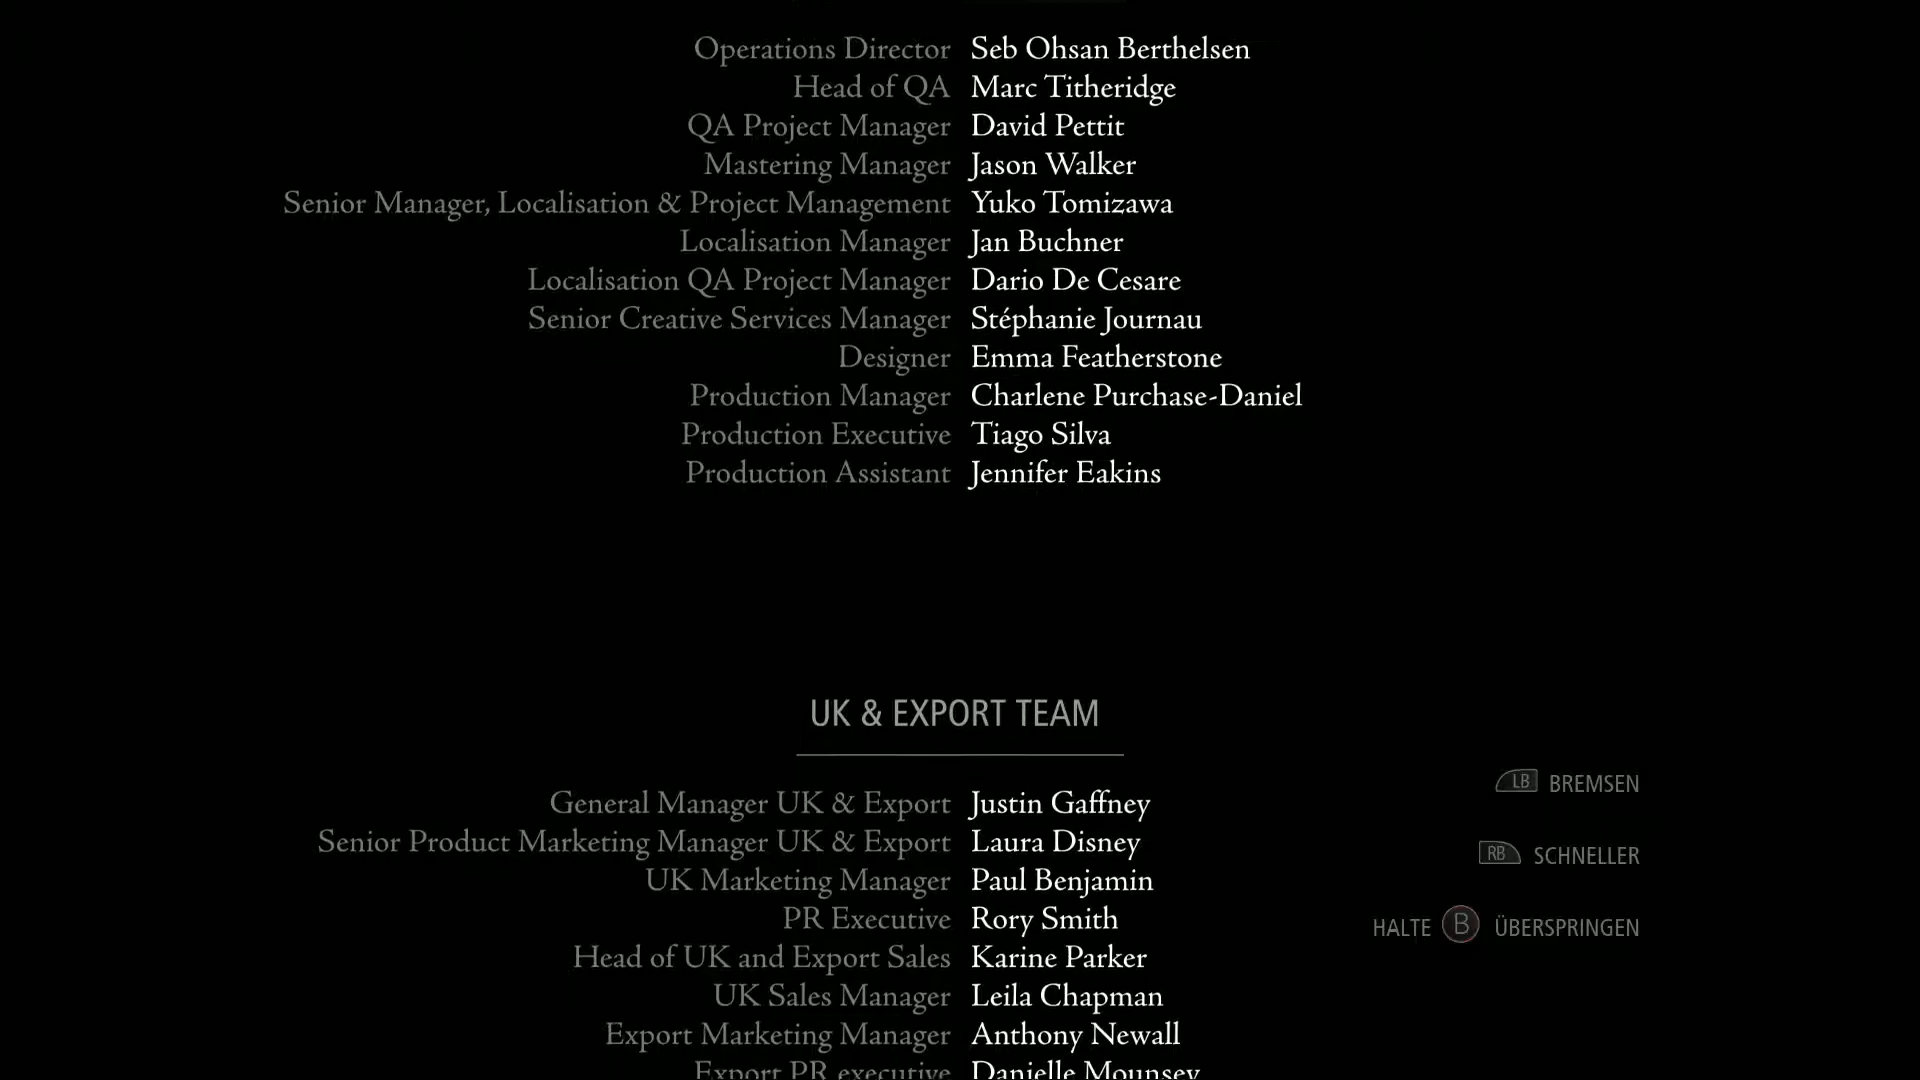 Operations Director Seb Ohsan Berthelsen
Head of QA Marc Titheridge
QA Project Manager David Pettit
Mastering Manager Jason Walker
Senior Manager, Localisation & Project Management Yuko Tomizawa
Localisation Manager Jan Buchner
Localisation QA Project Manager Dario De Cesare
Senior Creative Services Manager Stéphanie Journau
Designer Emma Featherstone
Production Manager Charlene Purchase-Daniel
Production Executive Tiago Silva
Production Assistant Jennifer Eakins
UK & EXPORT TEAM
LB BREMSEN
General Manager UK & Export Justin Gaffney
Senior Product Marketing Manager UK & Export Laura Disney
RB SCHNELLER
UK Marketing Manager Paul Benjamin
PR Executive Rory Smith
HALTE B ÜBERSPRINGEN
Head of UK and Export Sales Karine Parker
UK Sales Manager Leila Chapman
Export Marketing Manager Anthony Newall
Export PR executive Danielle Mounsey